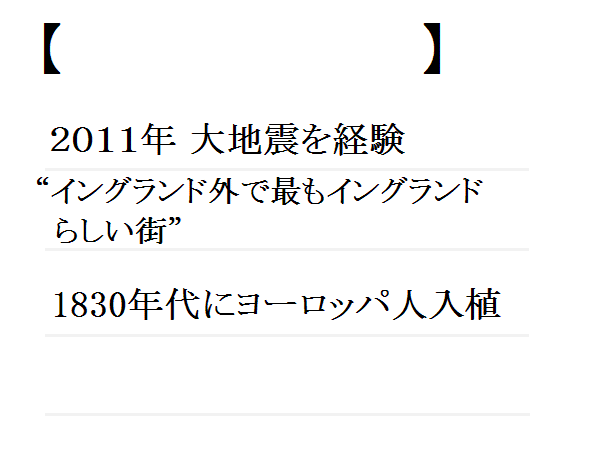 【　　　　　　　　　】
２０１１年 大地震を経験
“イングランド外で最もイングランド
らしい街”
1830年代にヨーロッパ人入植